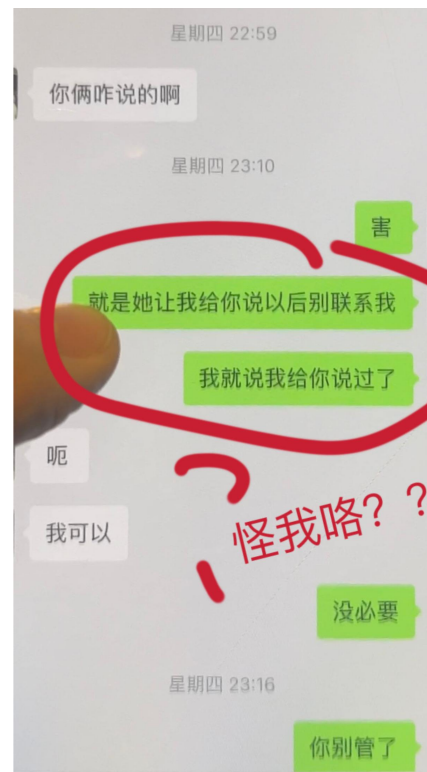 星期四 22:59
你俩咋说的啊
星期四 23:10
害
就是她让我给你说以后别联系我
我就说我给你说过了
呃
我可以
怪我咯？？
没必要
星期四 23:16
你别管了